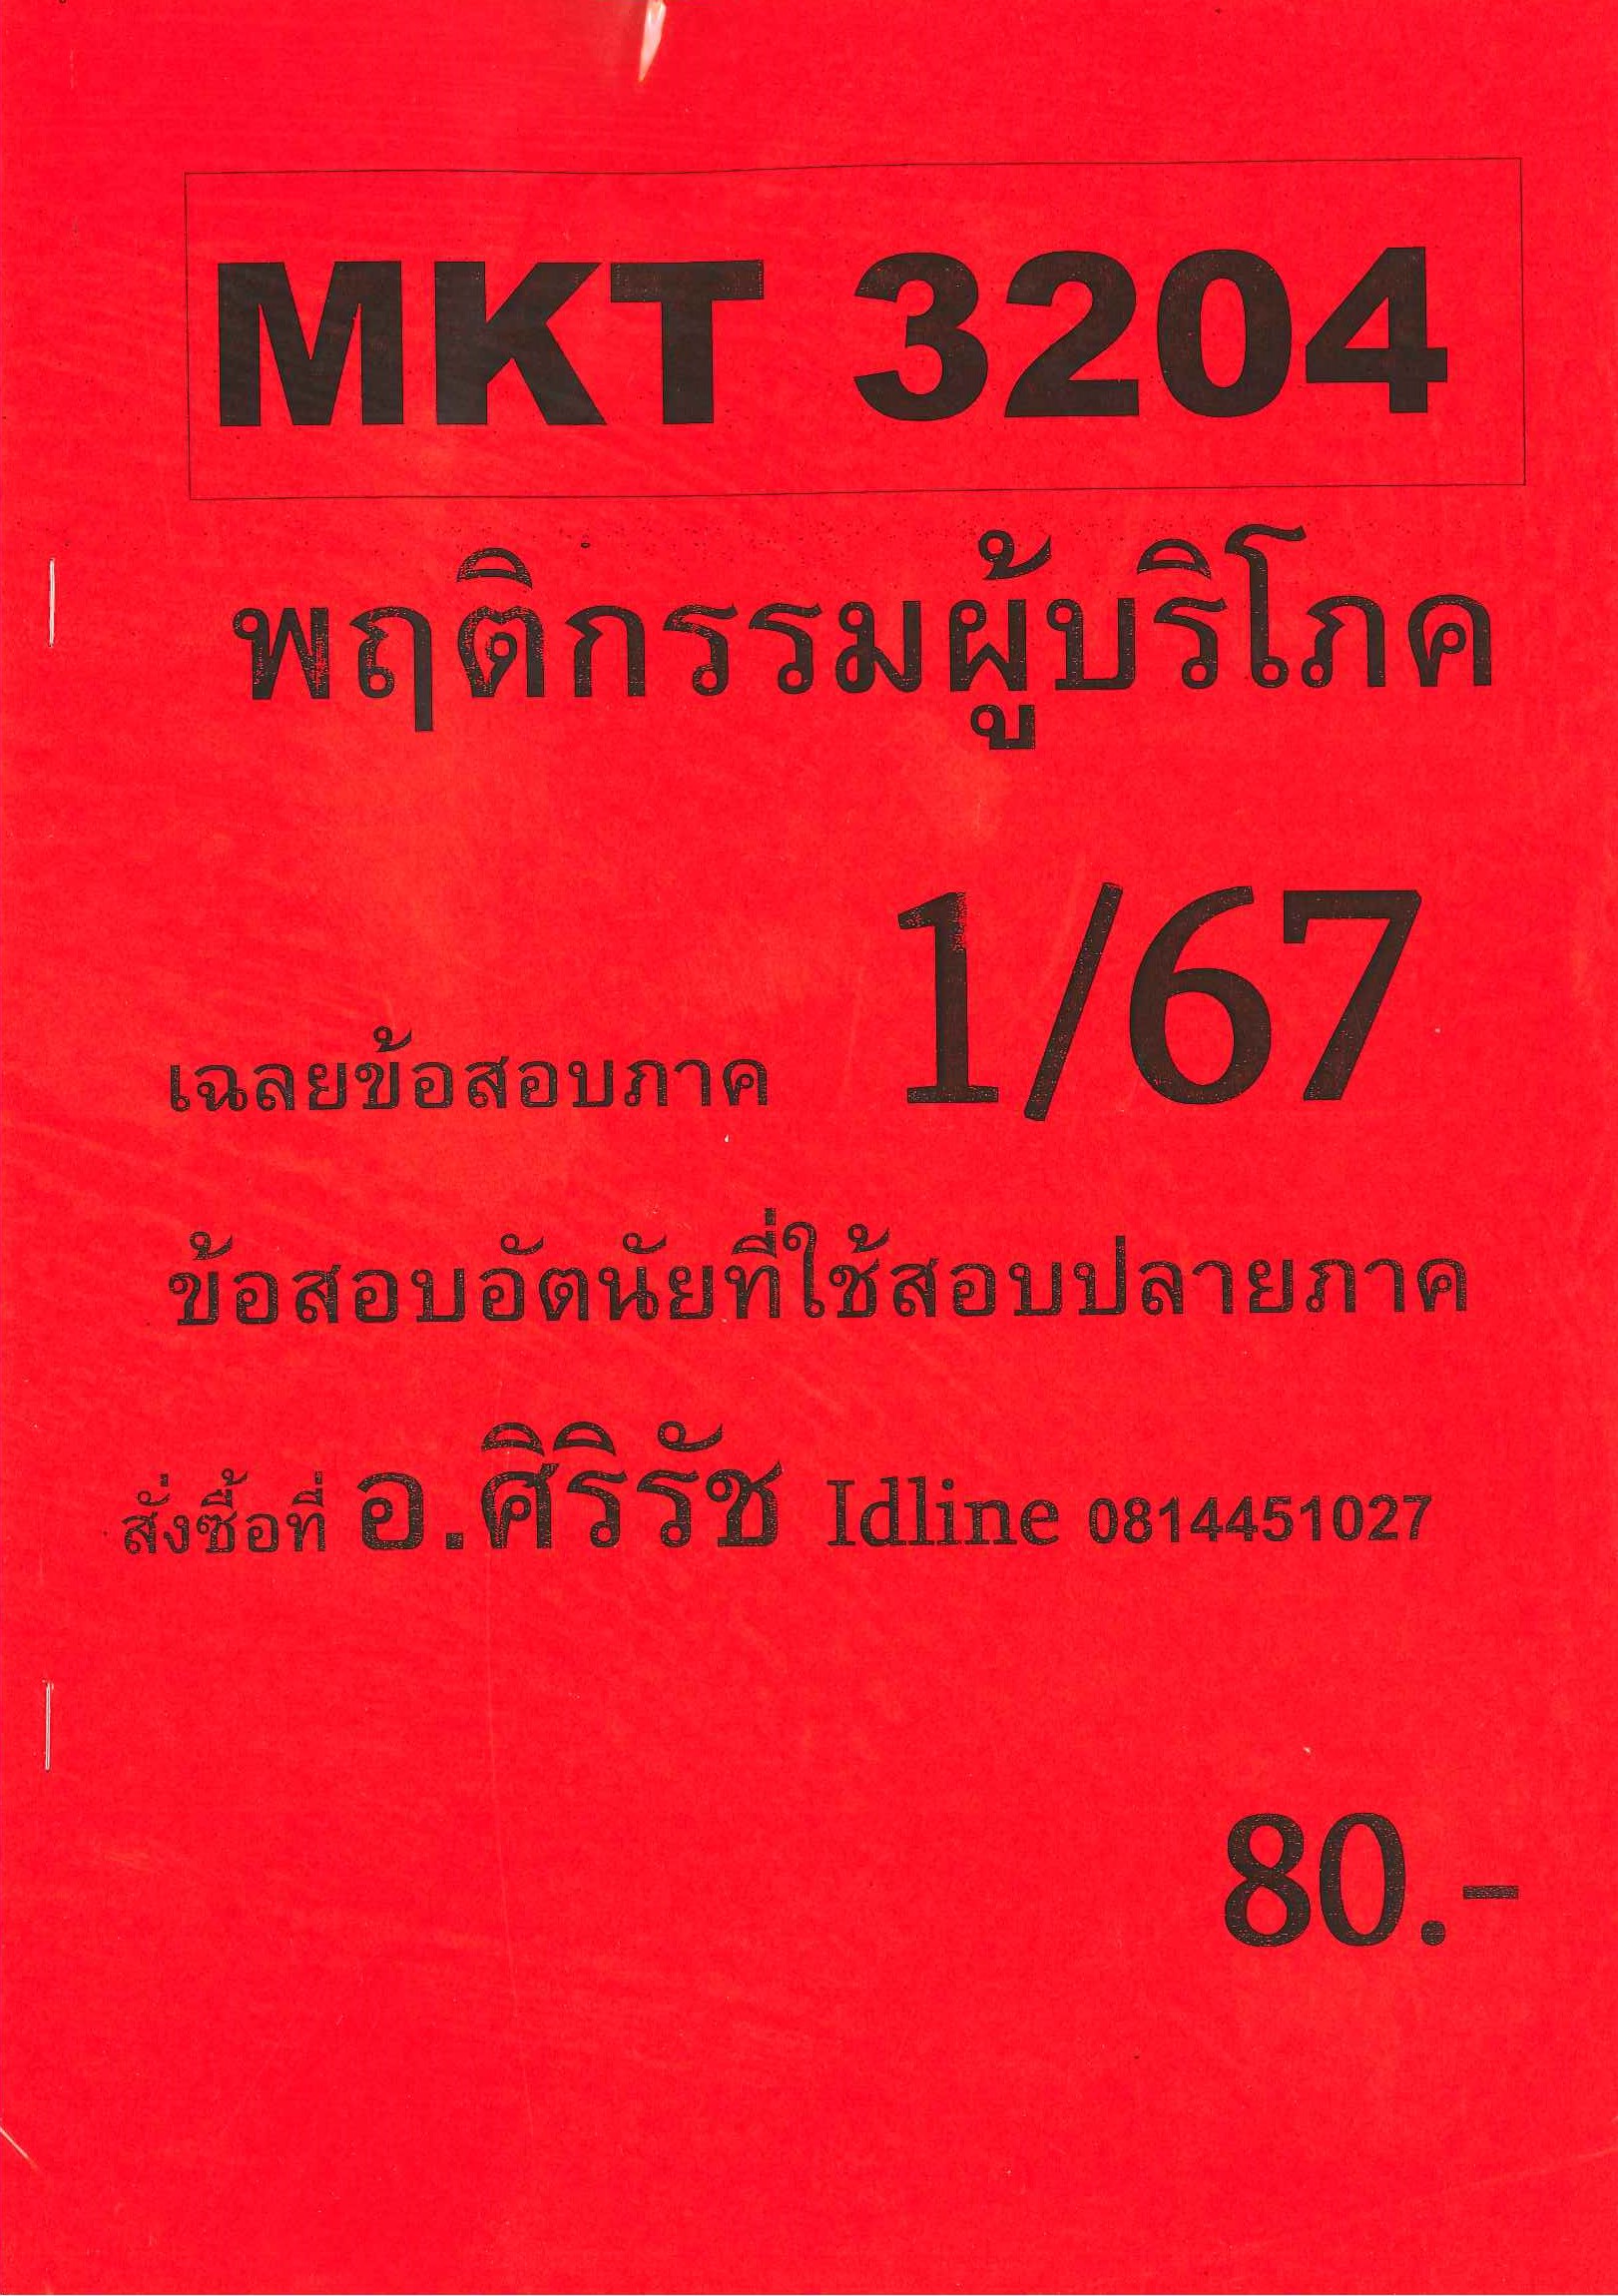 MKT 3204
พฤติกรรมผู้บริโภค
เฉลยข้อสอบภาค 1/67
ข้อสอบอัตนัยที่ใช้สอบปลายภาค
สั่งซื้อที่ อ.ศิริรัช Idline 0814451027
80.-